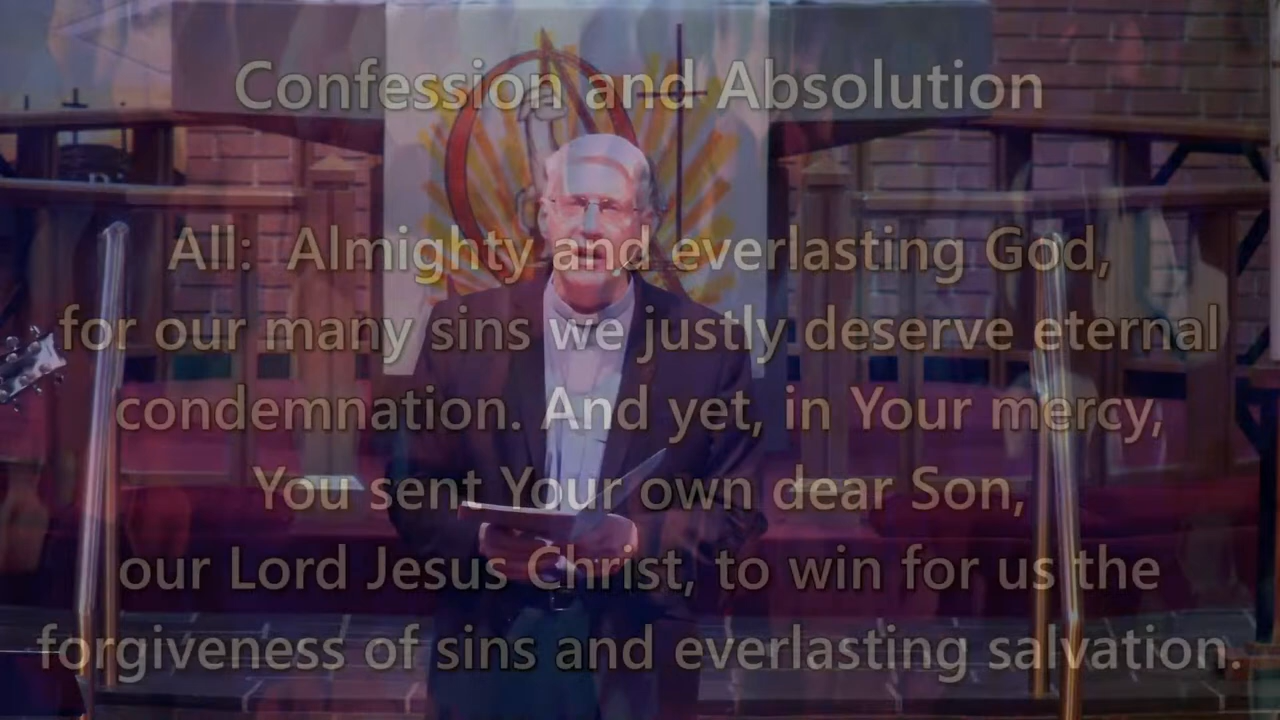 Confession and Absolution
All: Almighty and everlasting God,
for our many sins we justly deserve eternal
condemnation. And yet, in Your mercy,
You sent Your own dear Son,
our Lord Jesus Christ, to win for us the
forgiveness of sins and everlasting salvation.